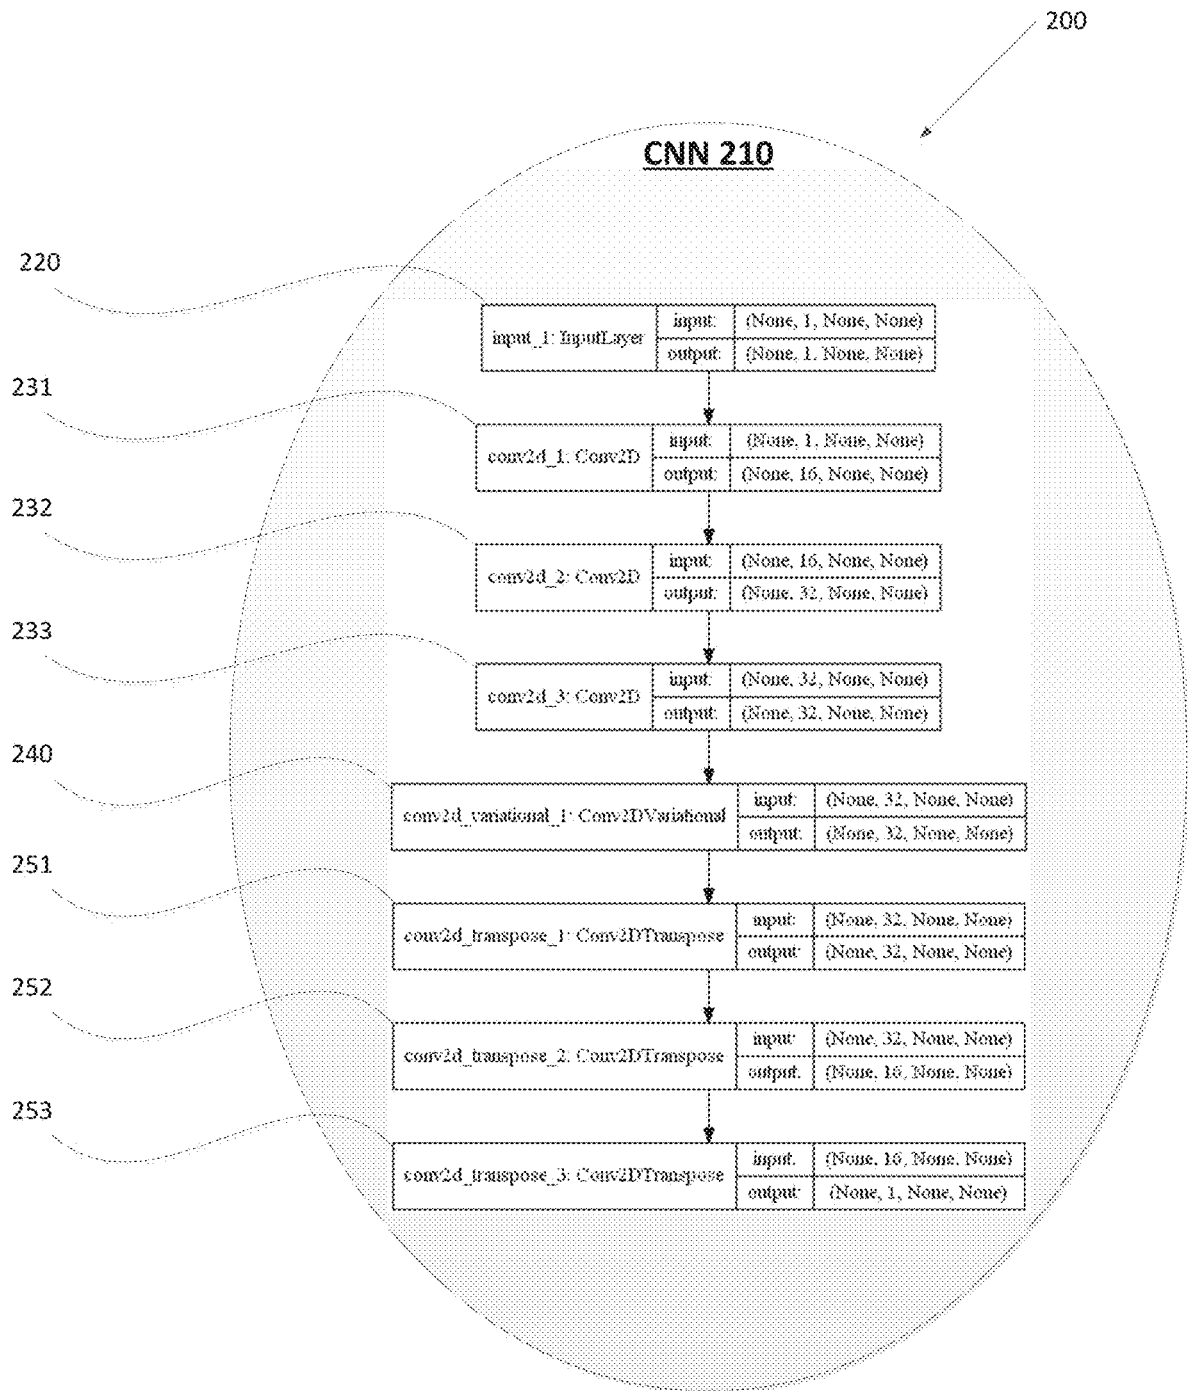 200
CNN 210
220
input_1: InputLayer
input: (None, 1, None, None)
output: (None, 1, None, None)
231
conv2d_1: Conv2D
input: (None, 1, None, None)
output: (None, 16, None, None)
232
conv2d_2: Conv2D
input: (None, 16, None, None)
output: (None, 32, None, None)
233
conv2d_3: Conv2D
input: (None, 32, None, None)
output: (None, 32, None, None)
240
conv2d_variational_1: Conv2DVariational
input: (None, 32, None, None)
output: (None, 32, None, None)
251
conv2d_transpose_1: Conv2DTranspose
input: (None, 32, None, None)
output: (None, 32, None, None)
252
conv2d_transpose_2: Conv2DTranspose
input: (None, 32, None, None)
output: (None, 16, None, None)
253
conv2d_transpose_3: Conv2DTranspose
input: (None, 16, None, None)
output: (None, 1, None, None)